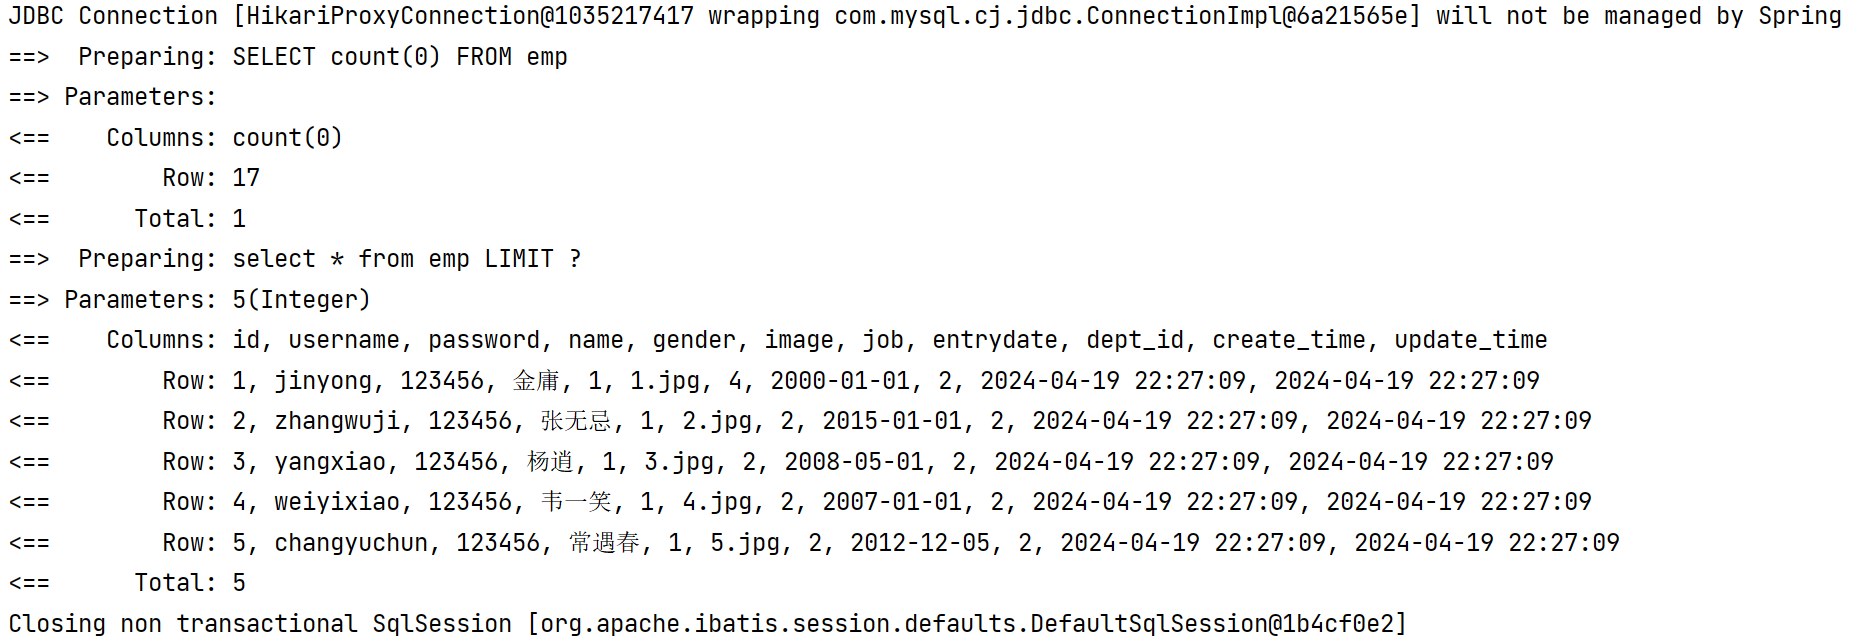 JDBC Connection [HikariProxyConnection@1035217417 wrapping com.mysql.cj.jdbc.ConnectionImpl@6a21565e] will not be managed by Spring
==>  Preparing: SELECT count(0) FROM emp
==> Parameters:
<==    Columns: count(0)
<==        Row: 17
<==      Total: 1
==>  Preparing: select * from emp LIMIT ?
==> Parameters: 5(Integer)
<==    Columns: id, username, password, name, gender, image, job, entrydate, dept_id, create_time, update_time
<==        Row: 1, jinyong, 123456, 金庸, 1, 1.jpg, 4, 2000-01-01, 2, 2024-04-19 22:27:09, 2024-04-19 22:27:09
<==        Row: 2, zhangwuji, 123456, 张无忌, 1, 2.jpg, 2, 2015-01-01, 2, 2024-04-19 22:27:09, 2024-04-19 22:27:09
<==        Row: 3, yangxiao, 123456, 杨逍, 1, 3.jpg, 2, 2008-05-01, 2, 2024-04-19 22:27:09, 2024-04-19 22:27:09
<==        Row: 4, weiyixiao, 123456, 韦一笑, 1, 4.jpg, 2, 2007-01-01, 2, 2024-04-19 22:27:09, 2024-04-19 22:27:09
<==        Row: 5, changyuchun, 123456, 常遇春, 1, 5.jpg, 2, 2012-12-05, 2, 2024-04-19 22:27:09, 2024-04-19 22:27:09
<==      Total: 5
Closing non transactional SqlSession [org.apache.ibatis.session.defaults.DefaultSqlSession@1b4cf0e2]